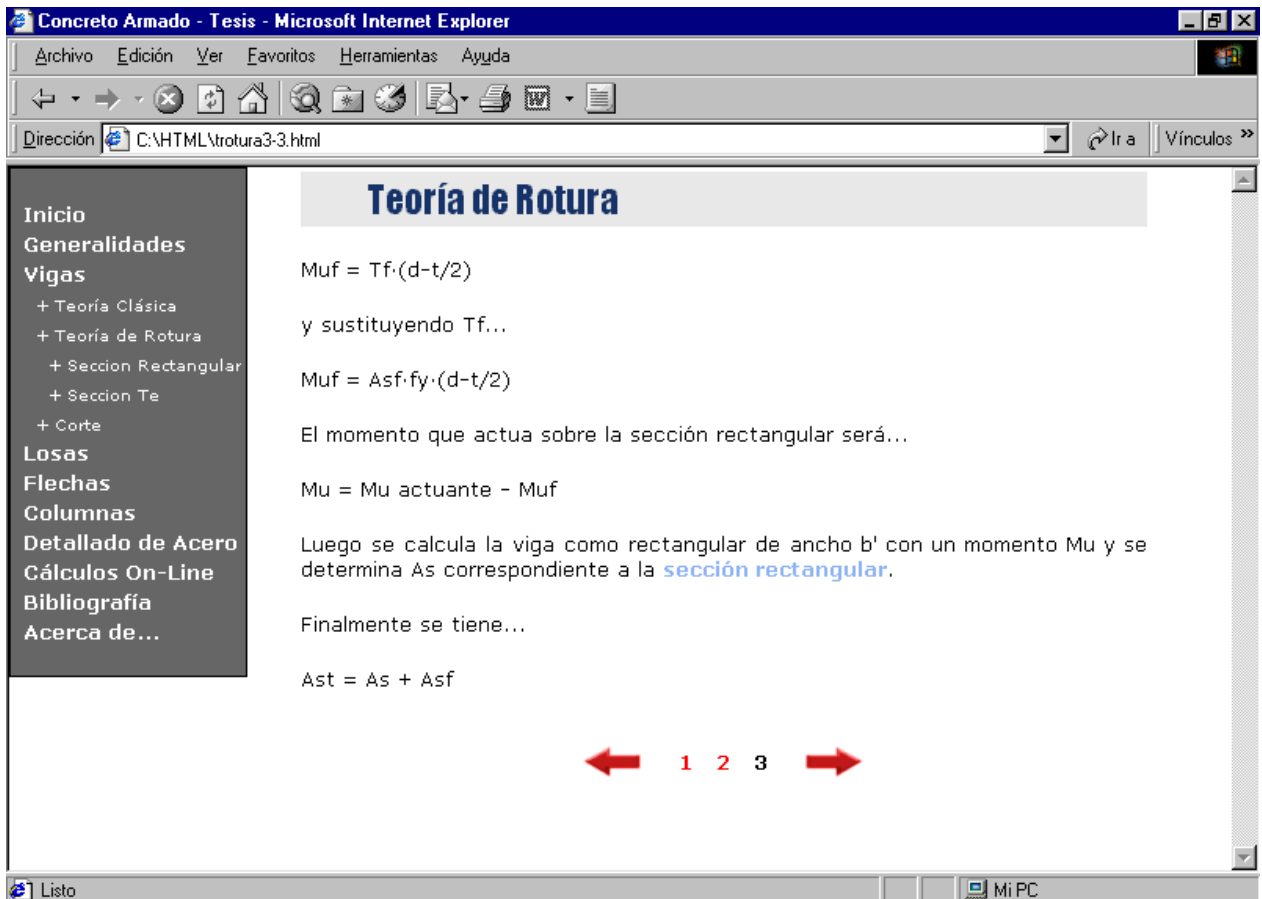 Concreto Armado - Tesis - Microsoft Internet Explorer
Archivo Edición Ver Favoritos Herramientas Ayuda
Dirección C:\HTML\trotura3-3.html Ir a Vínculos »
Inicio
Generalidades
Vigas
+ Teoría Clásica
+ Teoría de Rotura
+ Seccion Rectangular
+ Seccion Te
+ Corte
Losas
Flechas
Columnas
Detallado de Acero
Cálculos On-Line
Bibliografía
Acerca de...
Teoría de Rotura
Muf = Tf·(d-t/2)
y sustituyendo Tf...
Muf = Asf·fy·(d-t/2)
El momento que actua sobre la sección rectangular será...
Mu = Mu actuante - Muf
Luego se calcula la viga como rectangular de ancho b' con un momento Mu y se
determina As correspondiente a la sección rectangular.
Finalmente se tiene...
Ast = As + Asf
1 2 3
Listo Mi PC